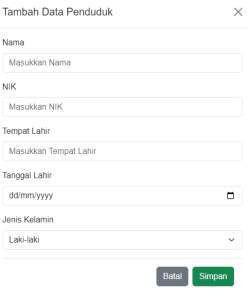 Tambah Data Penduduk
Nama
Masukkan Nama
NIK
Masukkan NIK
Tempat Lahir
Masukkan Tempat Lahir
Tanggal Lahir
dd/mm/yyyy
Jenis Kelamin
Laki-laki
Batal Simpan